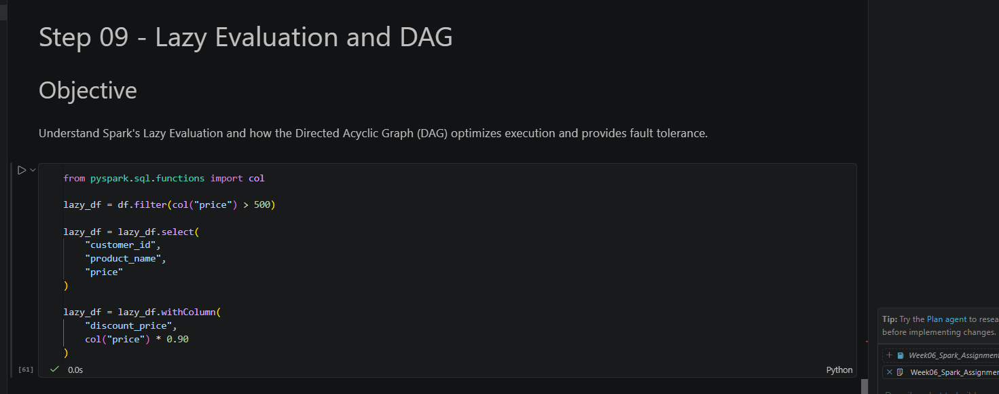 Step 09 - Lazy Evaluation and DAG
Objective
Understand Spark's Lazy Evaluation and how the Directed Acyclic Graph (DAG) optimizes execution and provides fault tolerance.
from pyspark.sql.functions import col
lazy_df = df.filter(col("price") > 500)
lazy_df = lazy_df.select(
"customer_id",
"product_name",
"price"
)
lazy_df = lazy_df.withColumn(
"discount_price",
col("price") * 0.90
)
[61]
0.0s
Python
Tip: Try the Plan agent to resea
before implementing changes.
Week06_Spark_Assignment
Week06_Spark_Assignmen